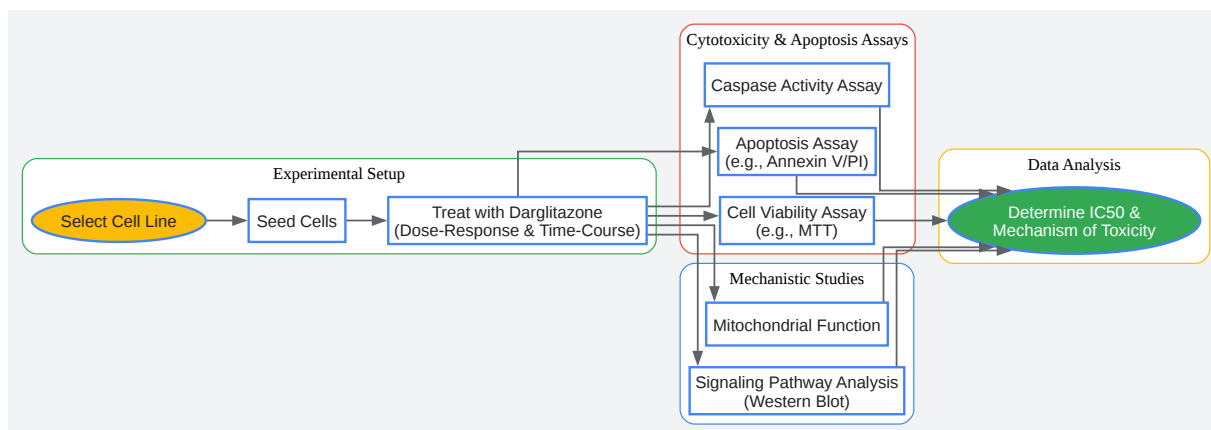 Experimental Setup
Select Cell Line
Seed Cells
Treat with Darglitazone
(Dose-Response & Time-Course)
Cytotoxicity & Apoptosis Assays
Caspase Activity Assay
Apoptosis Assay
(e.g., Annexin V/PI)
Cell Viability Assay
(e.g., MTT)
Mechanistic Studies
Mitochondrial Function
Signaling Pathway Analysis
(Western Blot)
Data Analysis
Determine IC50 &
Mechanism of Toxicity